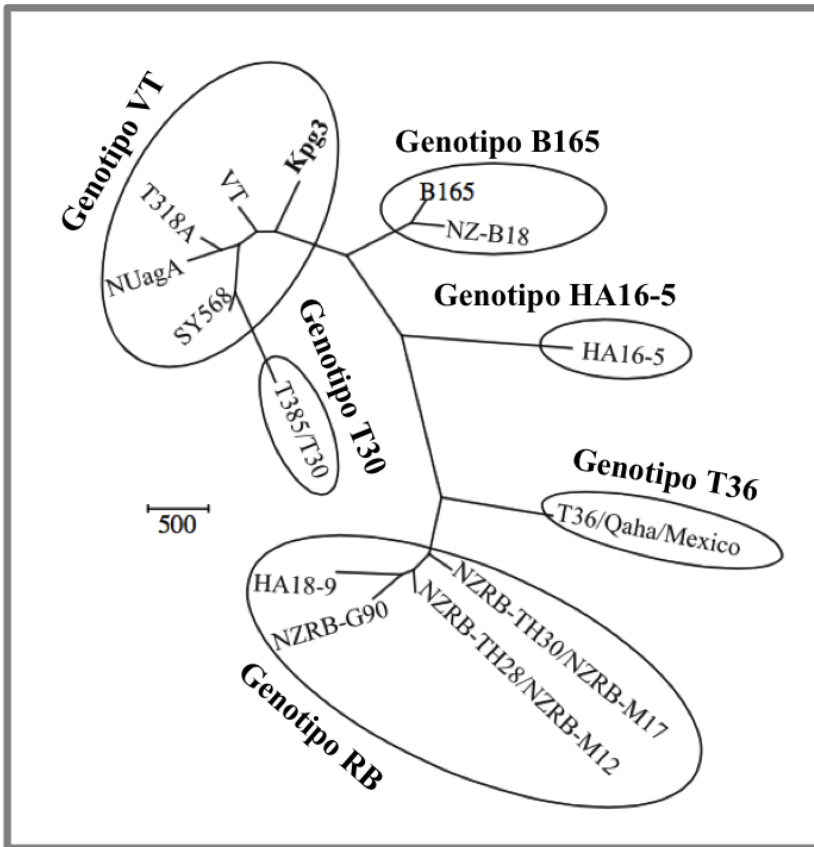 Genotipo VT
Kpg3
VT
T318A
NUagA
SY568
Genotipo B165
B165
NZ-B18
Genotipo HA16-5
HA16-5
Genotipo T30
T385/T30
Genotipo T36
T36/Qaha/Mexico
500
HA18-9
NZRB-G90
NZRB-TH30/NZRB-M17
NZRB-TH28/NZRB-M12
Genotipo RB